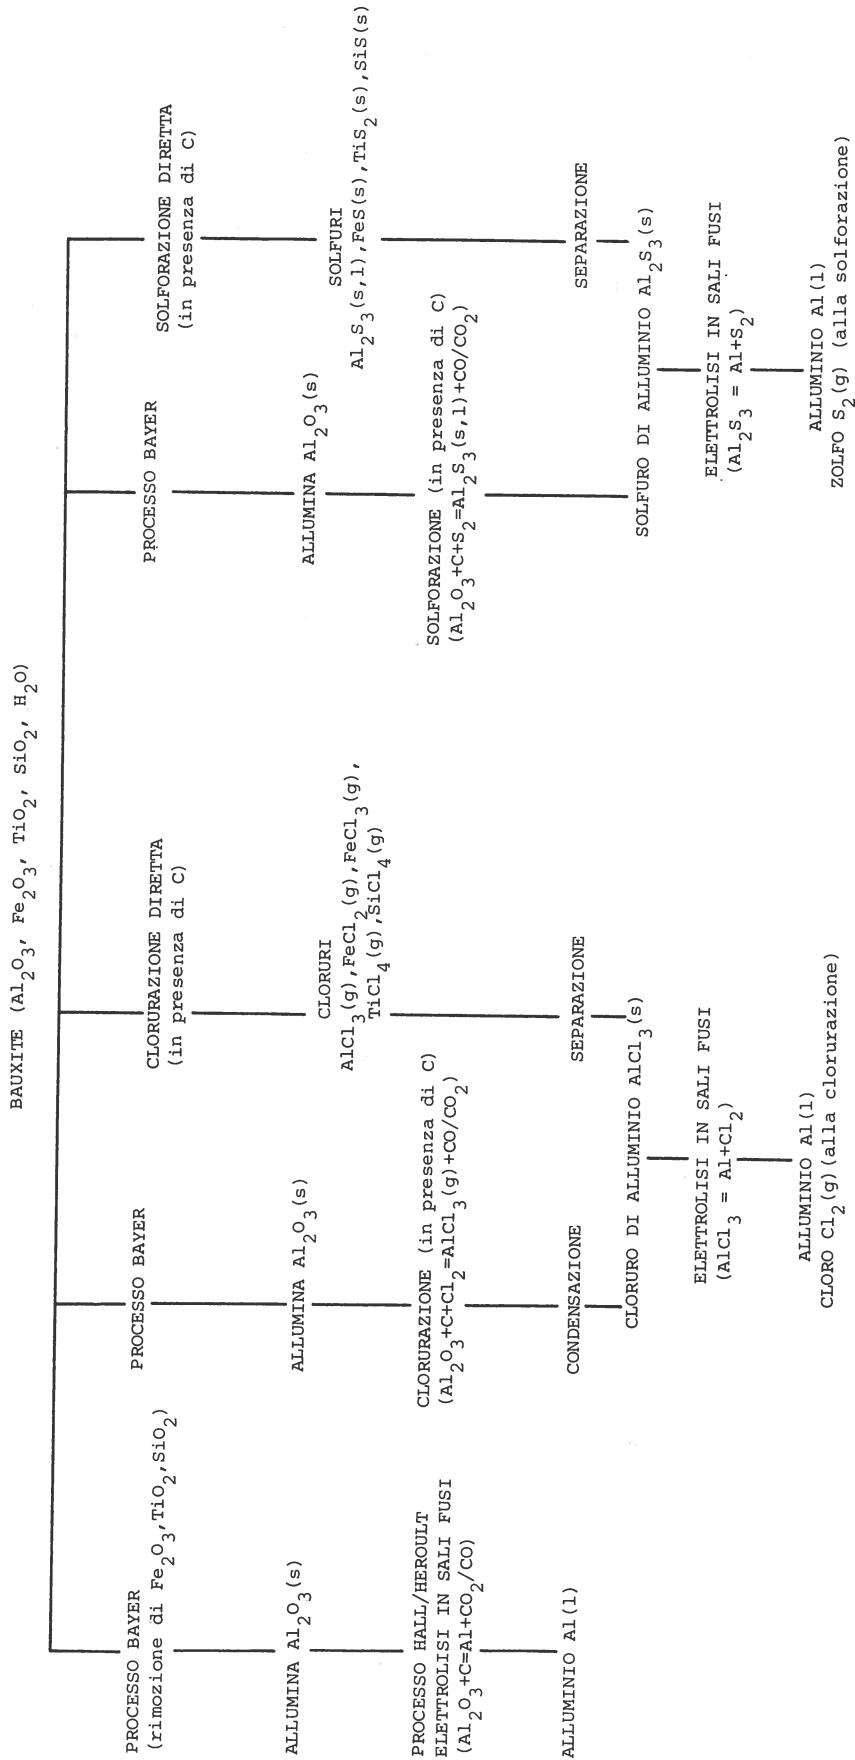 BAUXITE (Al2O3, Fe2O3, TiO2, SiO2, H2O)
PROCESSO BAYER
(rimozione di Fe2O3,TiO2,SiO2)
ALLUMINA Al2O3(s)
PROCESSO HALL/HEROULT
ELETTROLISI IN SALI FUSI
(Al2O3+C=Al+CO2/CO)
ALLUMINIO Al(l)
PROCESSO BAYER
ALLUMINA Al2O3(s)
CLORURAZIONE (in presenza di C)
(Al2O3+C+Cl2=AlCl3(g)+CO/CO2)
CONDENSAZIONE
CLORURAZIONE DIRETTA
(in presenza di C)
CLORURI
AlCl3(g),FeCl2(g),FeCl3(g),
TiCl4(g),SiCl4(g)
SEPARAZIONE
CLORURO DI ALLUMINIO AlCl3(s)
ELETTROLISI IN SALI FUSI
(AlCl3 = Al+Cl2)
ALLUMINIO Al(l)
CLORO Cl2(g)(alla clorurazione)
PROCESSO BAYER
ALLUMINA Al2O3(s)
SOLFORAZIONE (in presenza di C)
(Al2O3+C+S2=Al2S3(s,l)+CO/CO2)
SOLFORAZIONE DIRETTA
(in presenza di C)
SOLFURI
Al2S3(s,l),FeS(s),TiS2(s),SiS(s)
SEPARAZIONE
SOLFURO DI ALLUMINIO Al2S3(s)
ELETTROLISI IN SALI FUSI
(Al2S3 = Al+S2)
ALLUMINIO Al(l)
ZOLFO S2(g) (alla solforazione)